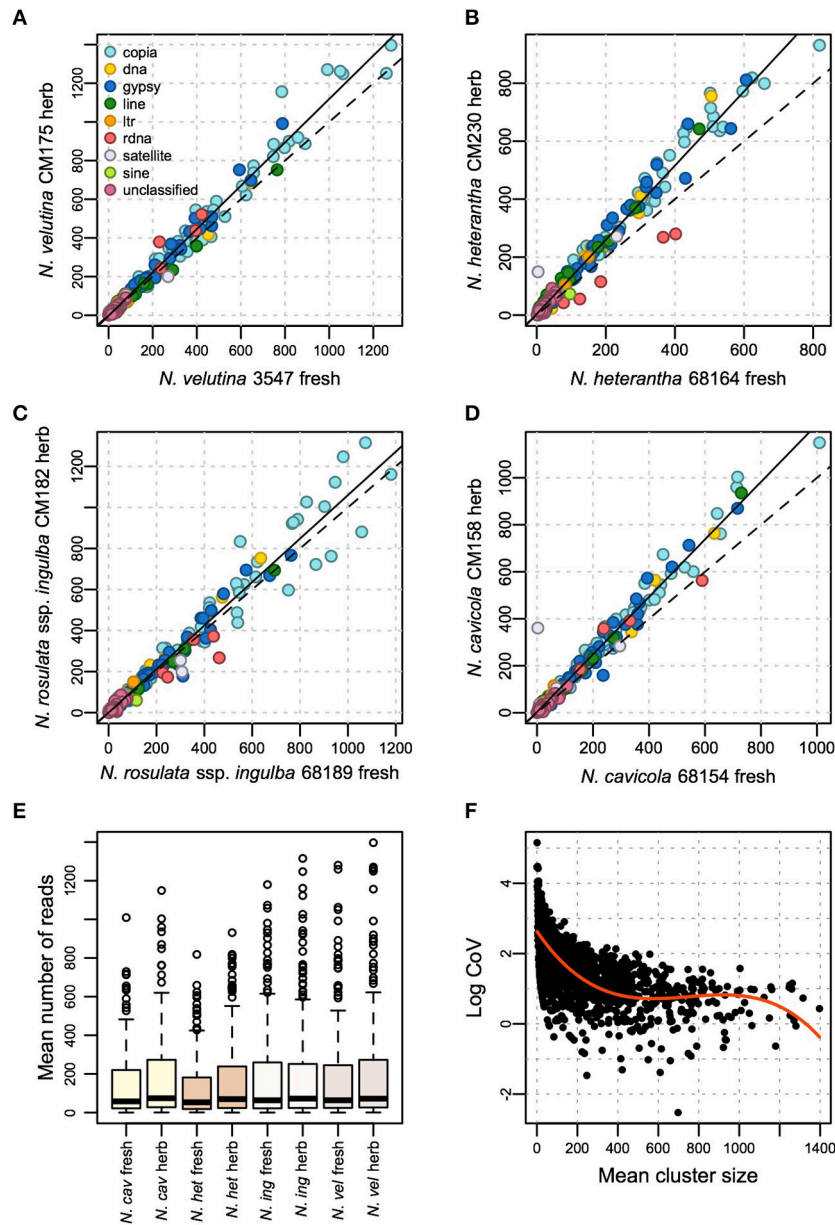 A
N. velutina CM175 herb
1200
800
600
400
200
0
copia
dna
gypsy
line
ltr
rdna
satellite
sine
unclassified
0 200 400 600 800 1000 1200
N. velutina 3547 fresh
B
N. heterantha CM230 herb
800
600
400
200
0
0 200 400 600 800
N. heterantha 68164 fresh
C
N. rosulata ssp. ingulba CM182 herb
1200
800
600
400
200
0
0 200 400 600 800 1000 1200
N. rosulata ssp. ingulba 68189 fresh
D
N. cavicola CM158 herb
1000
800
600
400
200
0
0 200 400 600 800 1000
N. cavicola 68154 fresh
E
Mean number of reads
1200
800
600
400
200
0
N. cav fresh
N. cav herb
N. het fresh
N. het herb
N. ing fresh
N. ing herb
N. vel fresh
N. vel herb
F
Log CoV
4
2
0
-2
0 200 400 600 800 1000 1400
Mean cluster size